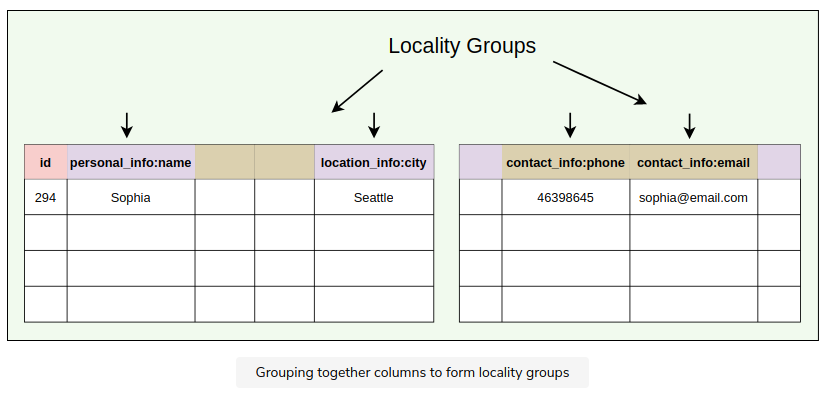 Locality Groups
id personal_info:name location_info:city contact_info:phone contact_info:email
294 Sophia Seattle 46398645 sophia@email.com
Grouping together columns to form locality groups